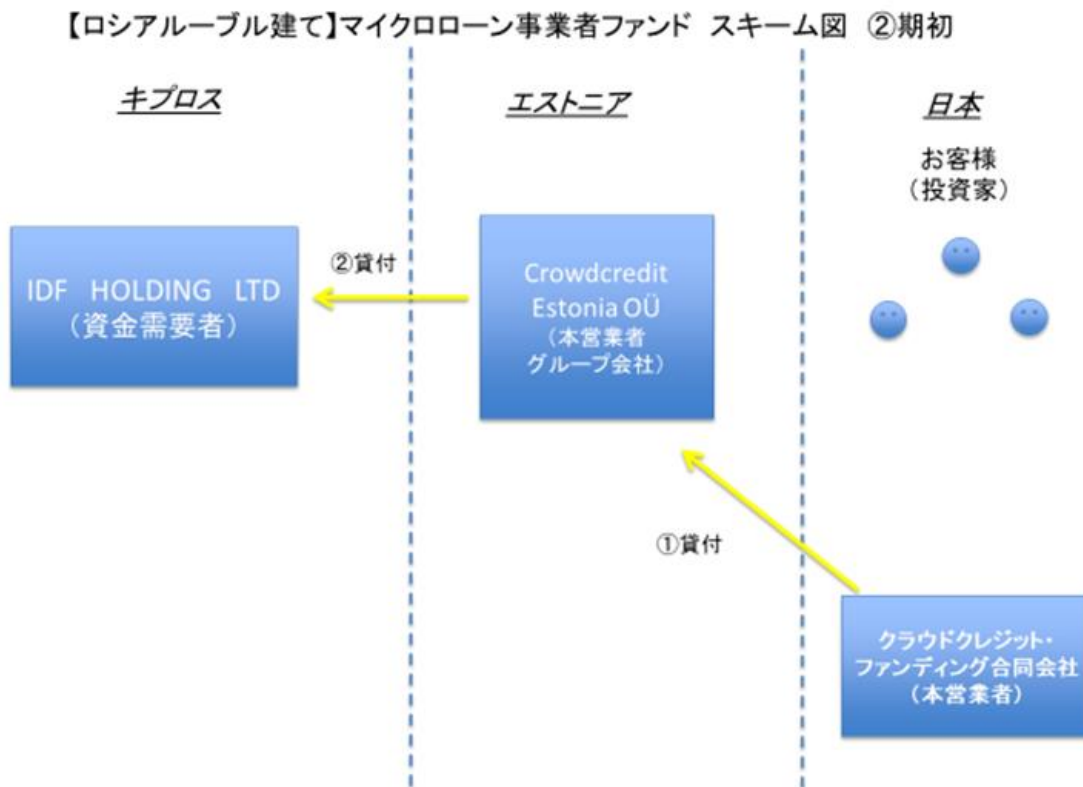 【ロシアルーブル建て】マイクロローン事業者ファンド スキーム図 ②期初
キプロス
エストニア
日本
お客様
（投資家）
IDF HOLDING LTD
（資金需要者）
②貸付
Crowdcredit
Estonia OÜ
（本営業者
グループ会社）
①貸付
クラウドクレジット・
ファンディング合同会社
（本営業者）